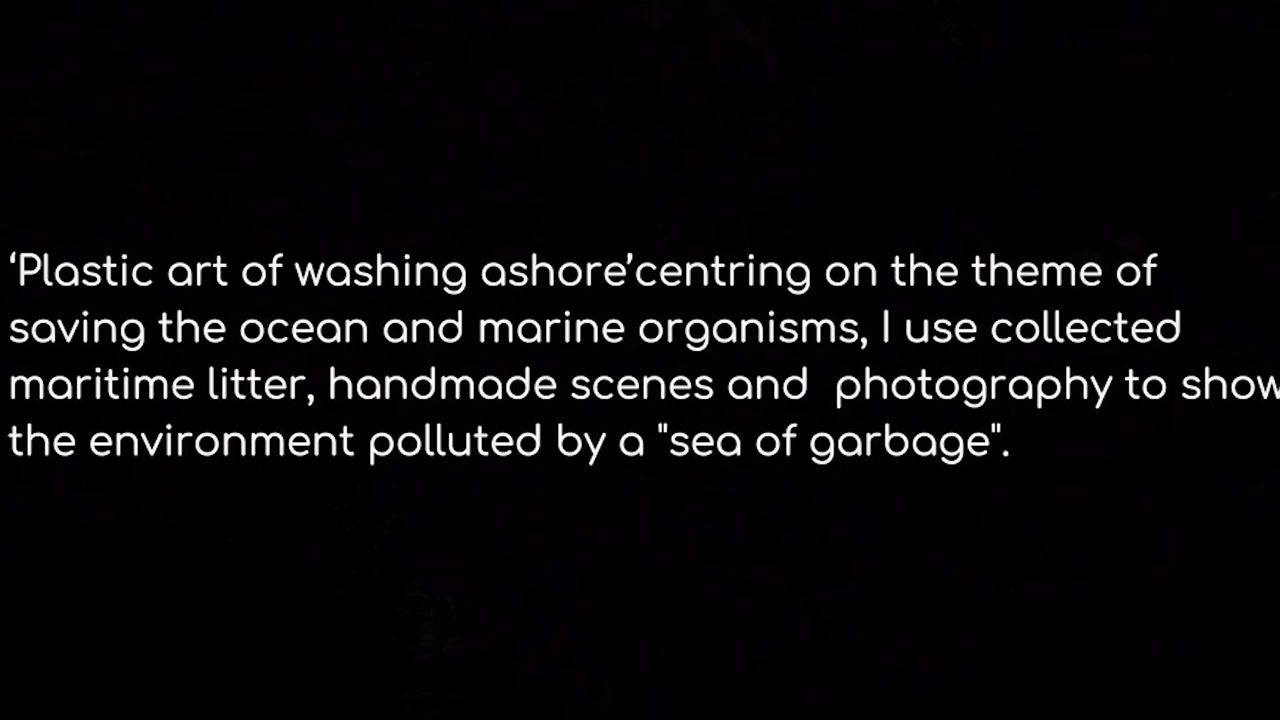 ‘Plastic art of washing ashore’centring on the theme of
saving the ocean and marine organisms, I use collected
maritime litter, handmade scenes and  photography to show
the environment polluted by a "sea of garbage".